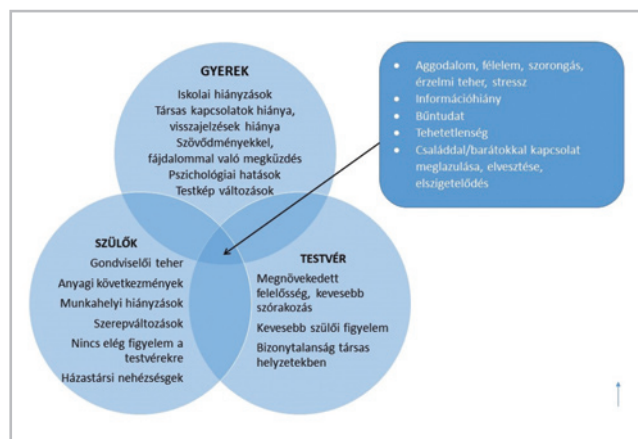 GYEREK
Iskolai hiányzások
Társas kapcsolatok hiánya,
visszajelzések hiánya
Szövődményekkel,
fájdalommal való megküzdés
Pszichológiai hatások
Testkép változások
SZÜLŐK
Gondviselői teher
Anyagi következmények
Munkahelyi hiányzások
Szerepváltozások
Nincs elég figyelem a
testvérekre
Házastársi nehézségek
TESTVÉR
Megnövekedett
felelősség, kevesebb
szórakozás
Kevesebb szülői figyelem
Bizonytalanság társas
helyzetekben
• Aggodalom, félelem, szorongás,
érzelmi teher, stressz
• Információhiány
• Bűntudat
• Tehetetlenség
• Családdal/barátokkal kapcsolat
meglazulása, elvesztése,
elszigetelődés